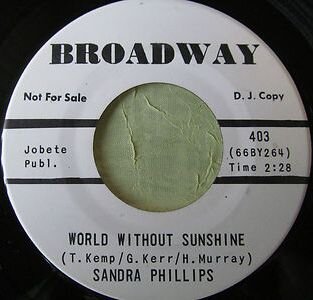 BROADWAY
Not For Sale
D. J. Copy
Jobete
Publ.
403
(66BY264)
Time 2:28
WORLD WITHOUT SUNSHINE
(T. Kemp/G. Kerr/H. Murray)
SANDRA PHILLIPS